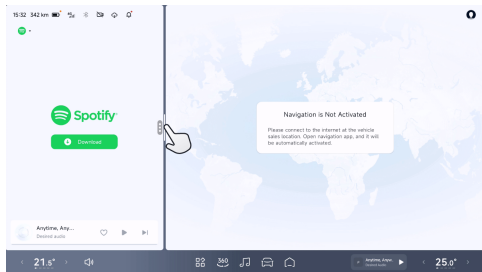 15:32 342 km
Spotify
Download
Navigation is Not Activated
Please connect to the internet at the vehicle
sales location. Open navigation app, and it will
be automatically activated.
Anytime, Any...
Desired audio
21.5°
360
Anytime, Anyw
Desired audio
25.0°